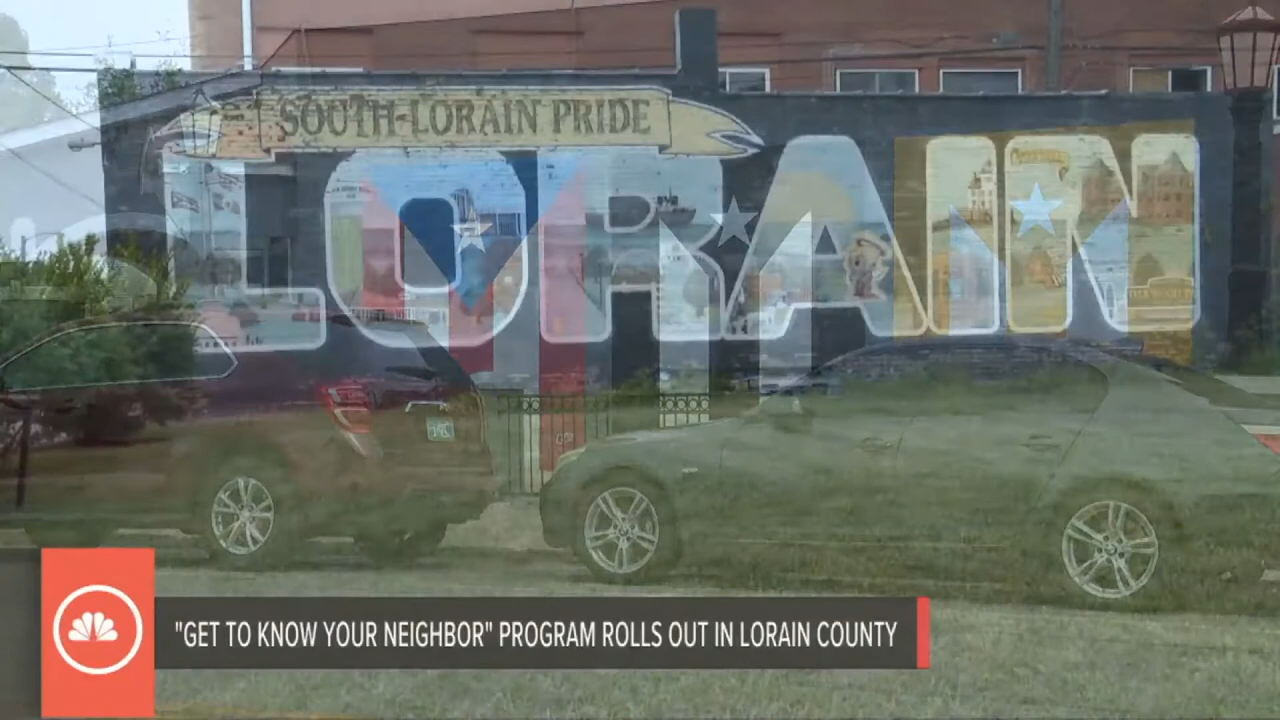 SOUTH-LORAIN PRIDE
LORAIN
"GET TO KNOW YOUR NEIGHBOR" PROGRAM ROLLS OUT IN LORAIN COUNTY